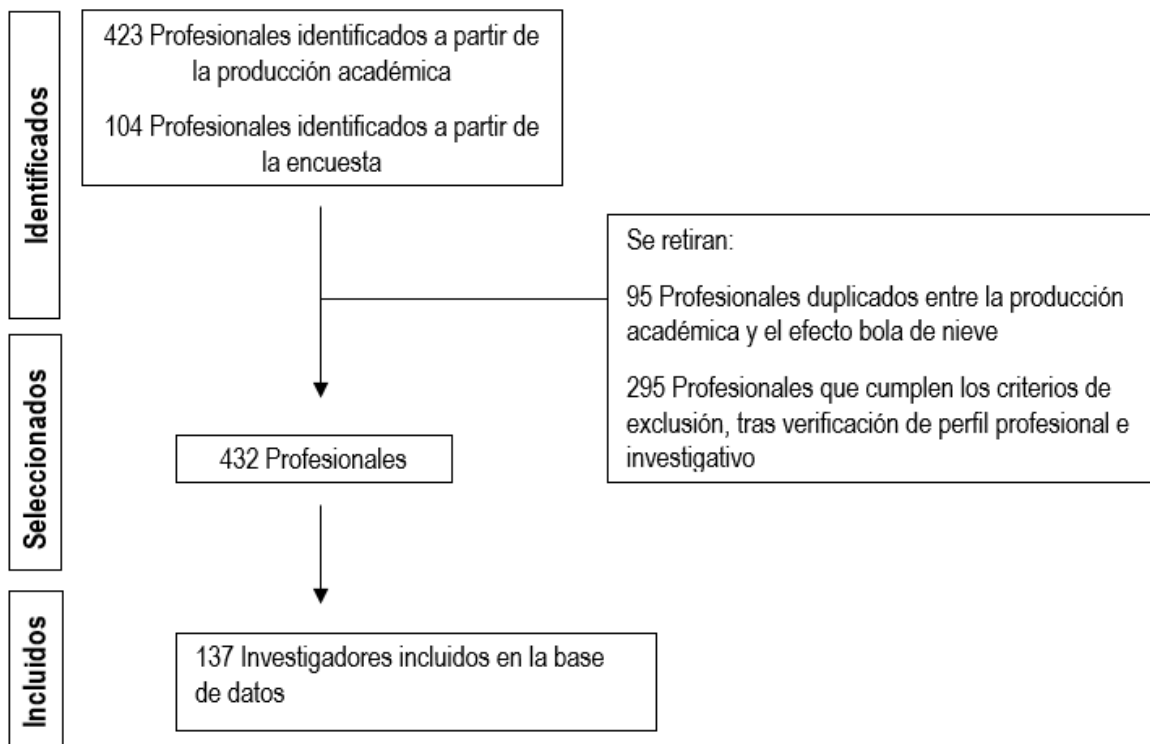 Identificados
423 Profesionales identificados a partir de
la producción académica
104 Profesionales identificados a partir de
la encuesta
Se retiran:
95 Profesionales duplicados entre la producción
académica y el efecto bola de nieve
295 Profesionales que cumplen los criterios de
exclusión, tras verificación de perfil profesional e
investigativo
Seleccionados
432 Profesionales
Incluidos
137 Investigadores incluidos en la base
de datos